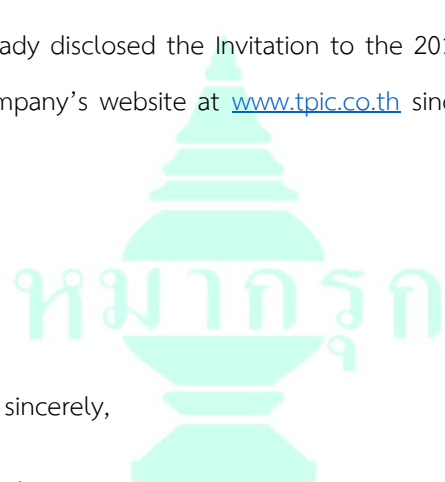 ady disclosed the Invitation to the 20
mpany's website at www.tpic.co.th sinc
หมากรุก
sincerely,